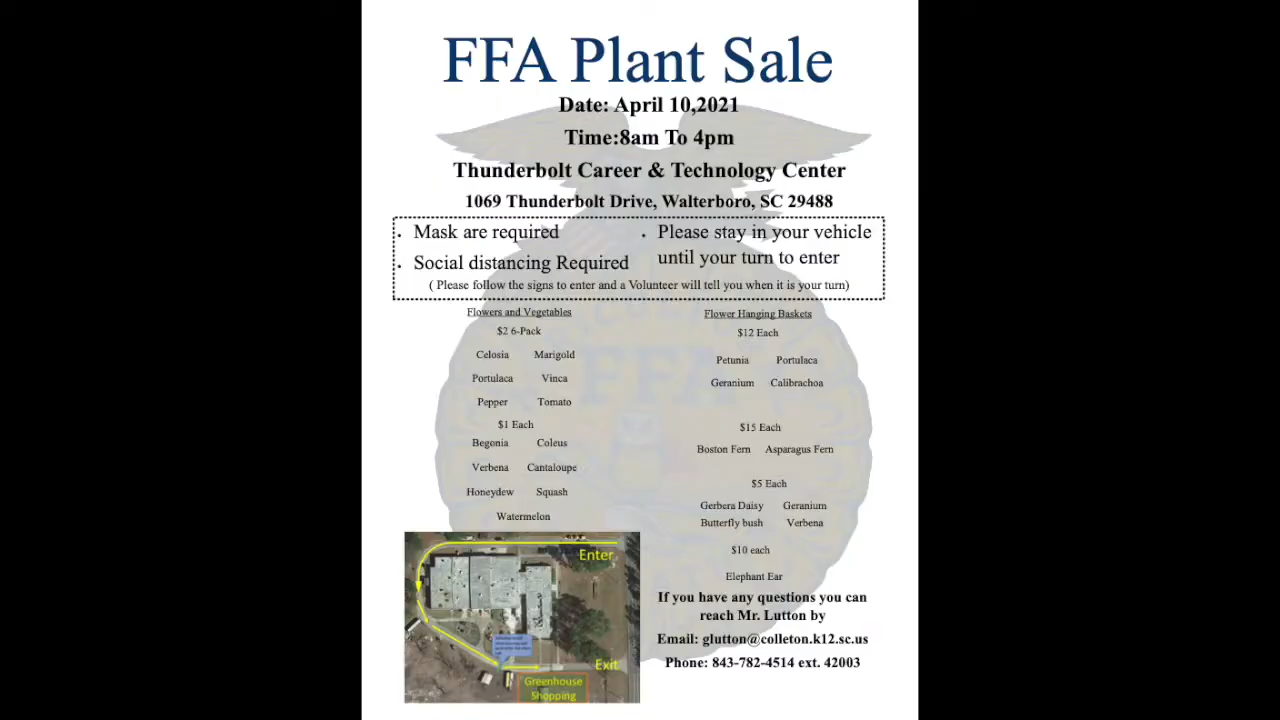 FFA Plant Sale
Date: April 10,2021
Time:8am To 4pm
Thunderbolt Career & Technology Center
1069 Thunderbolt Drive, Walterboro, SC 29488
• Mask are required
• Social distancing Required
• Please stay in your vehicle
until your turn to enter
( Please follow the signs to enter and a Volunteer will tell you when it is your turn)
Flowers and Vegetables
$2 6-Pack
Celosia Marigold
Portulaca Vinca
Pepper Tomato
$1 Each
Begonia Coleus
Verbena Cantaloupe
Honeydew Squash
Watermelon
Flower Hanging Baskets
$12 Each
Petunia Portulaca
Geranium Calibrachoa
$15 Each
Boston Fern Asparagus Fern
$5 Each
Gerbera Daisy Geranium
Butterfly bush Verbena
$10 each
Elephant Ear
If you have any questions you can
reach Mr. Lutton by
Email: glutton@colleton.k12.sc.us
Phone: 843-782-4514 ext. 42003
Enter
Exit
Greenhouse
Shopping
FFA